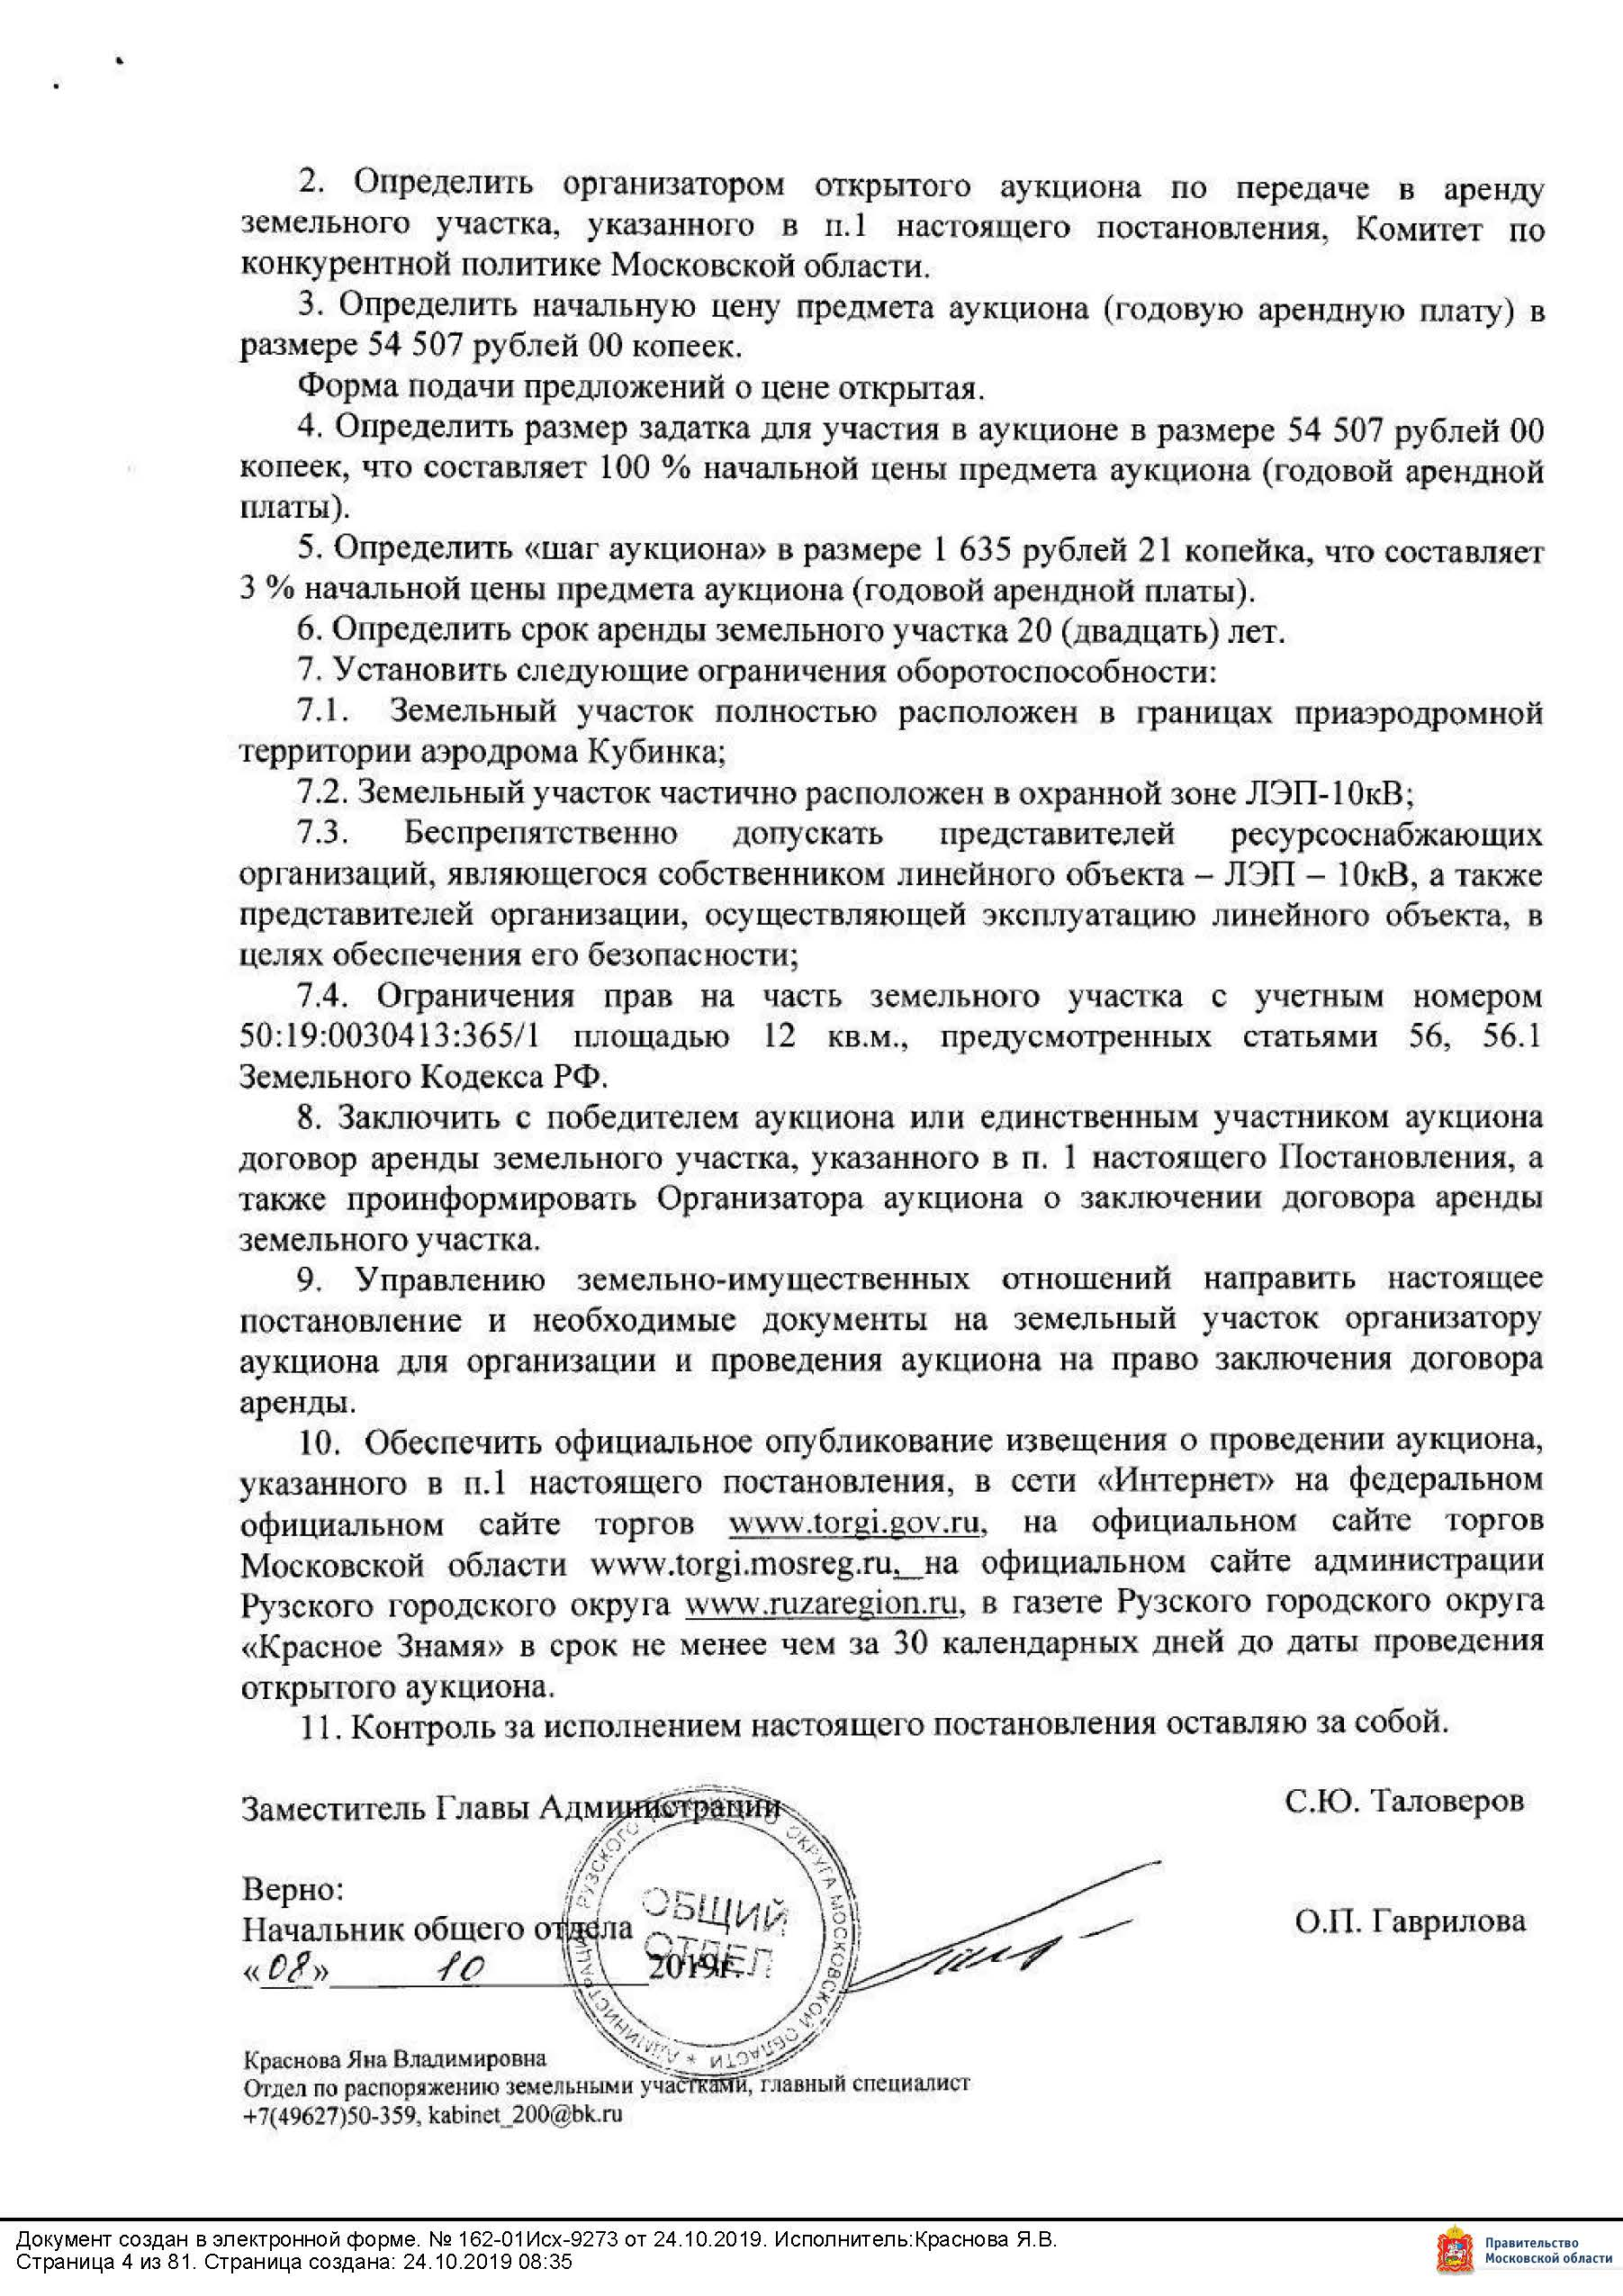 2. Определить организатором открытого аукциона по передаче в аренду
земельного участка, указанного в п.1 настоящего постановления, Комитет по
конкурентной политике Московской области.
3. Определить начальную цену предмета аукциона (годовую арендную плату) в
размере 54 507 рублей 00 копеек.
Форма подачи предложений о цене открытая.
4. Определить размер задатка для участия в аукционе в размере 54 507 рублей 00
копеек, что составляет 100 % начальной цены предмета аукциона (годовой арендной
платы).
5. Определить «шаг аукциона» в размере 1 635 рублей 21 копейка, что составляет
3 % начальной цены предмета аукциона (годовой арендной платы).
6. Определить срок аренды земельного участка 20 (двадцать) лет.
7. Установить следующие ограничения оборотоспособности:
7.1. Земельный участок полностью расположен в границах приаэродромной
территории аэродрома Кубинка;
7.2. Земельный участок частично расположен в охранной зоне ЛЭП-10кВ;
7.3. Беспрепятственно допускать представителей ресурсоснабжающих
организаций, являющегося собственником линейного объекта – ЛЭП – 10кВ, а также
представителей организации, осуществляющей эксплуатацию линейного объекта, в
целях обеспечения его безопасности;
7.4. Ограничения прав на часть земельного участка с учетным номером
50:19:0030413:365/1 площадью 12 кв.м., предусмотренных статьями 56, 56.1
Земельного Кодекса РФ.
8. Заключить с победителем аукциона или единственным участником аукциона
договор аренды земельного участка, указанного в п. 1 настоящего Постановления, а
также проинформировать Организатора аукциона о заключении договора аренды
земельного участка.
9. Управлению земельно-имущественных отношений направить настоящее
постановление и необходимые документы на земельный участок организатору
аукциона для организации и проведения аукциона на право заключения договора
аренды.
10. Обеспечить официальное опубликование извещения о проведении аукциона,
указанного в п.1 настоящего постановления, в сети «Интернет» на федеральном
официальном сайте торгов www.torgi.gov.ru, на официальном сайте торгов
Московской области www.torgi.mosreg.ru, на официальном сайте администрации
Рузского городского округа www.ruzaregion.ru, в газете Рузского городского округа
«Красное Знамя» в срок не менее чем за 30 календарных дней до даты проведения
открытого аукциона.
11. Контроль за исполнением настоящего постановления оставляю за собой.
Заместитель Главы Администрации С.Ю. Таловеров
Верно:
Начальник общего отдела О.П. Гаврилова
«08» 10 2019г.
ОБЩИЙ
ОТДЕЛ
АДМИНИСТРАЦИЯ РУЗСКОГО ОКРУГА МОСКОВСКОЙ ОБЛАСТИ *
Краснова Яна Владимировна
Отдел по распоряжению земельными участками, главный специалист
+7(49627)50-359, kabinet_200@bk.ru
Документ создан в электронной форме. № 162-01Исх-9273 от 24.10.2019. Исполнитель:Краснова Я.В.
Страница 4 из 81. Страница создана: 24.10.2019 08:35
Правительство
Московской области